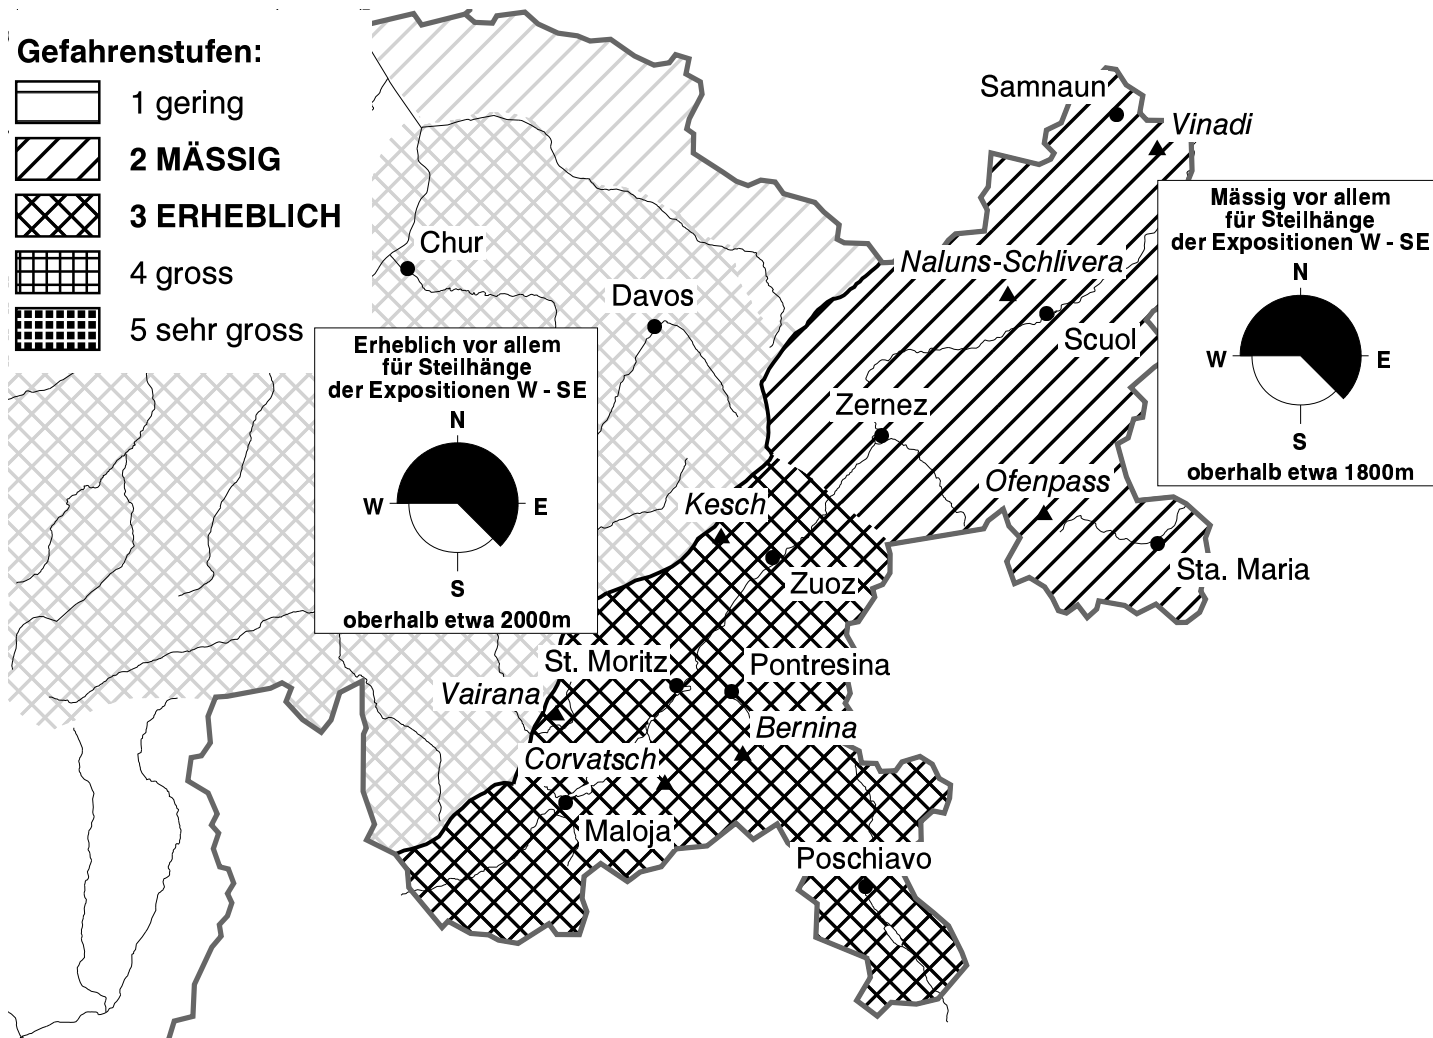 Gefahrenstufen:
1 gering
2 MÄSSIG
3 ERHEBLICH
4 gross
5 sehr gross
Samnaun
Vinadi
Mässig vor allem
für Steilhänge
der Expositionen W - SE
N
W
E
S
oberhalb etwa 1800m
Chur
Davos
Naluns-Schlivera
Scuol
Erheblich vor allem
für Steilhänge
der Expositionen W - SE
N
W
E
S
oberhalb etwa 2000m
Zernez
Ofenpass
Kesch
Zuoz
Sta. Maria
St. Moritz
Pontresina
Vairana
Bernina
Corvatsch
Maloja
Poschiavo